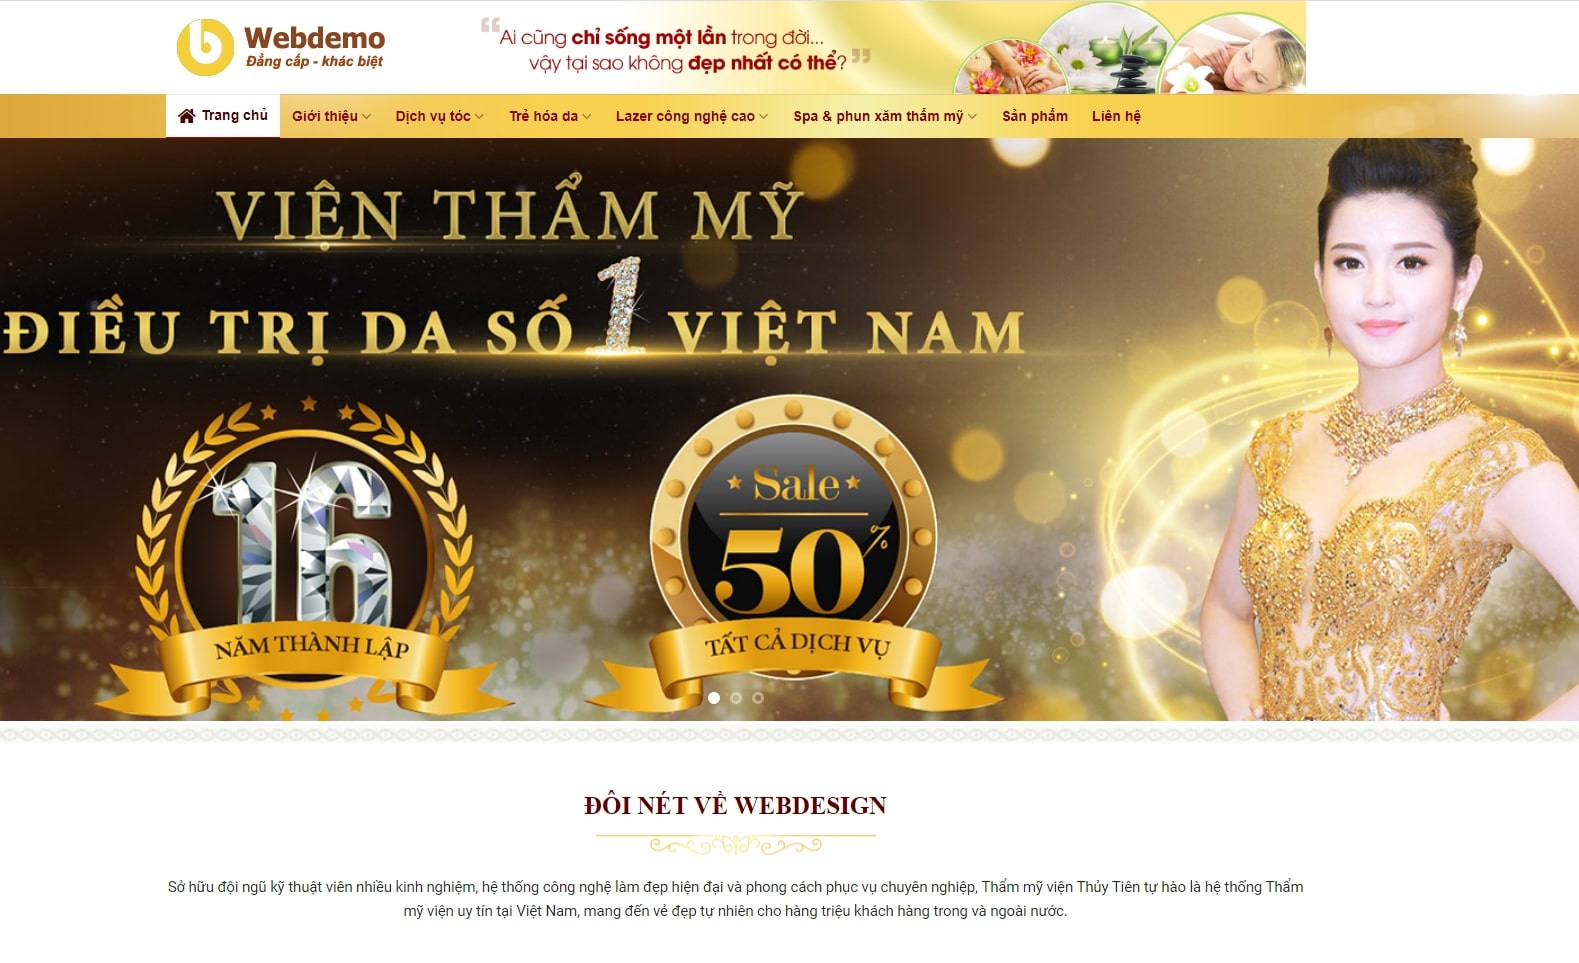 Webdemo
Đẳng cấp - khác biệt
“Ai cũng chỉ sống một lần trong đời...
vậy tại sao không đẹp nhất có thể?”
Trang chủ
Giới thiệu
Dịch vụ tóc
Trẻ hóa da
Lazer công nghệ cao
Spa & phun xăm thẩm mỹ
Sản phẩm
Liên hệ
VIỆN THẨM MỸ
ĐIỀU TRỊ DA SỐ 1 VIỆT NAM
16
NĂM THÀNH LẬP
Sale
50%
TẤT CẢ DỊCH VỤ
ĐÔI NÉT VỀ WEBDESIGN
Sở hữu đội ngũ kỹ thuật viên nhiều kinh nghiệm, hệ thống công nghệ làm đẹp hiện đại và phong cách phục vụ chuyên nghiệp, Thẩm mỹ viện Thủy Tiên tự hào là hệ thống Thẩm
mỹ viện uy tín tại Việt Nam, mang đến vẻ đẹp tự nhiên cho hàng triệu khách hàng trong và ngoài nước.